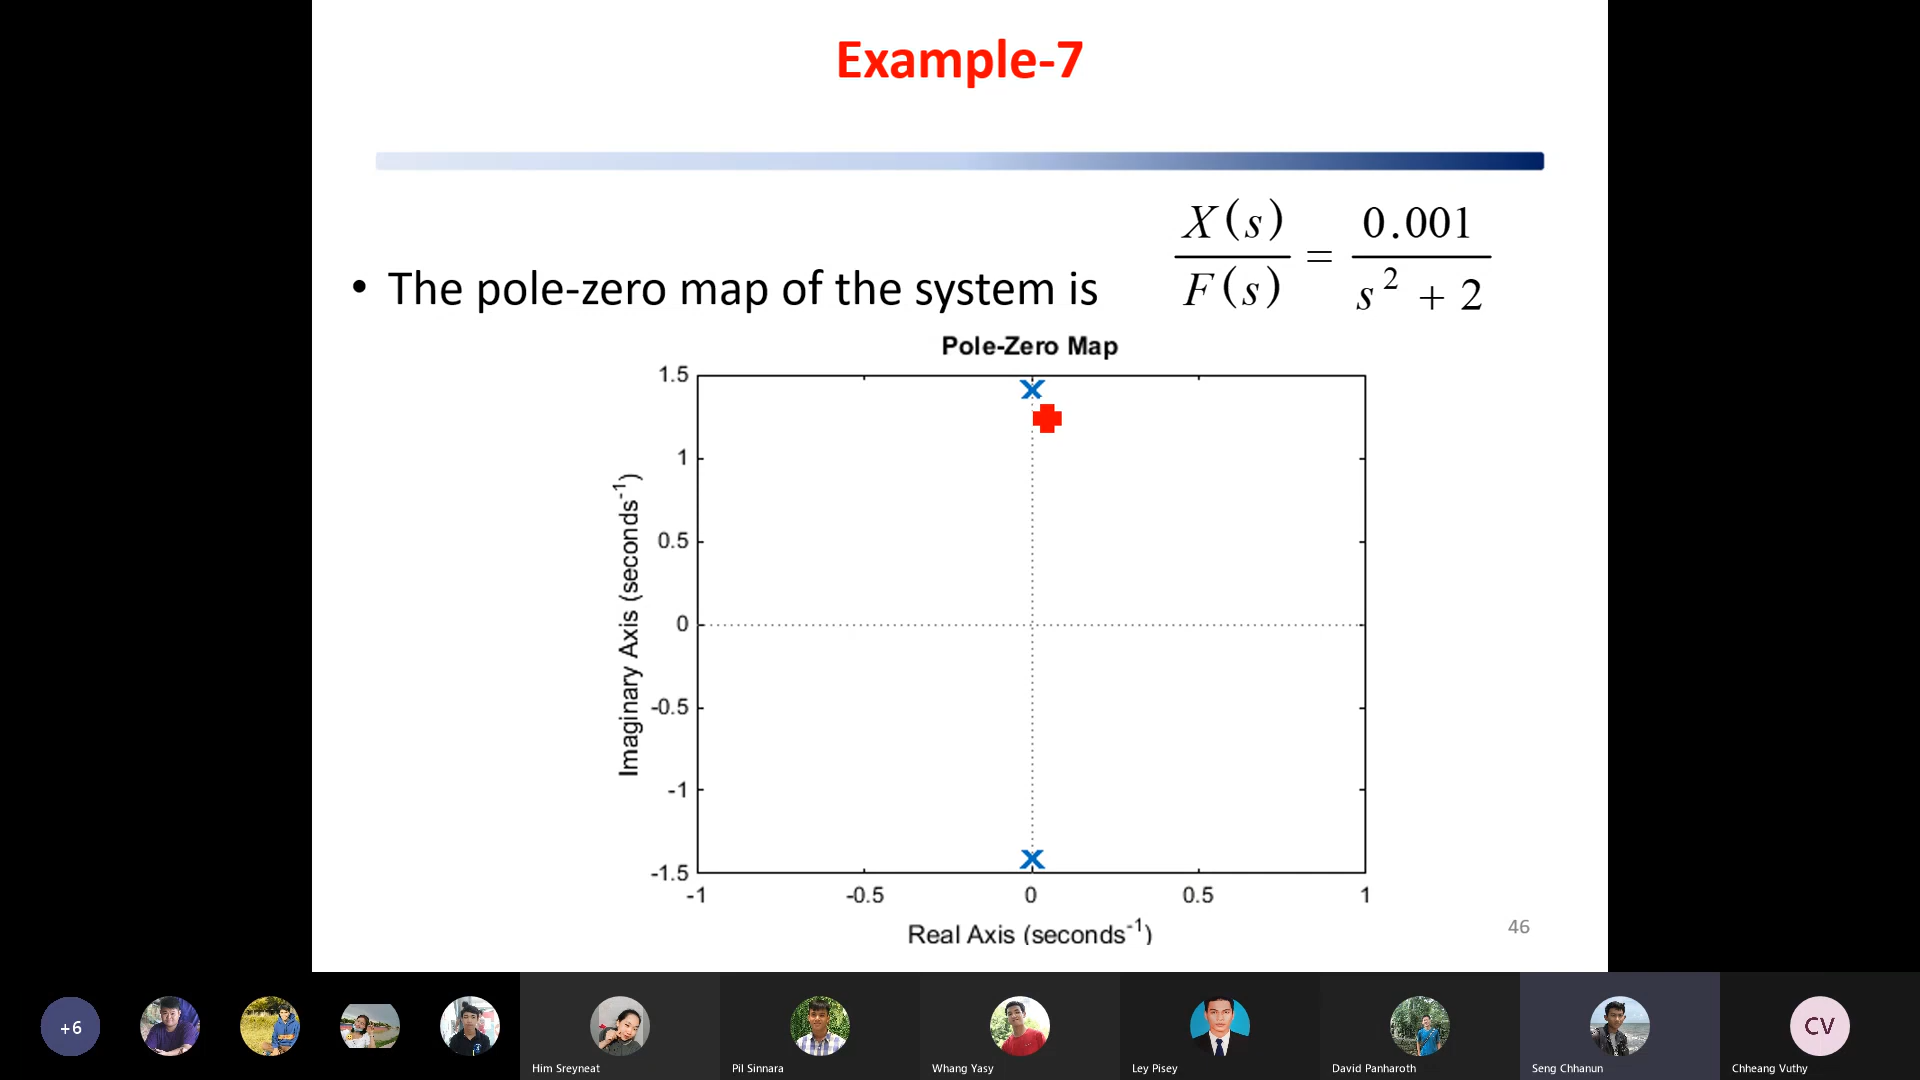 Example-7
• The pole-zero map of the system is
X(s)/F(s) = 0.001/(s² + 2)
Pole-Zero Map
1.5
1
0.5
0
-0.5
-1
-1.5
Imaginary Axis (seconds⁻¹)
-1 -0.5 0 0.5 1
Real Axis (seconds⁻¹)
46
+6
CV
Him Sreyneat
Pil Sinnara
Whang Yasy
Ley Pisey
David Panharoth
Seng Chhanun
Chheang Vuthy